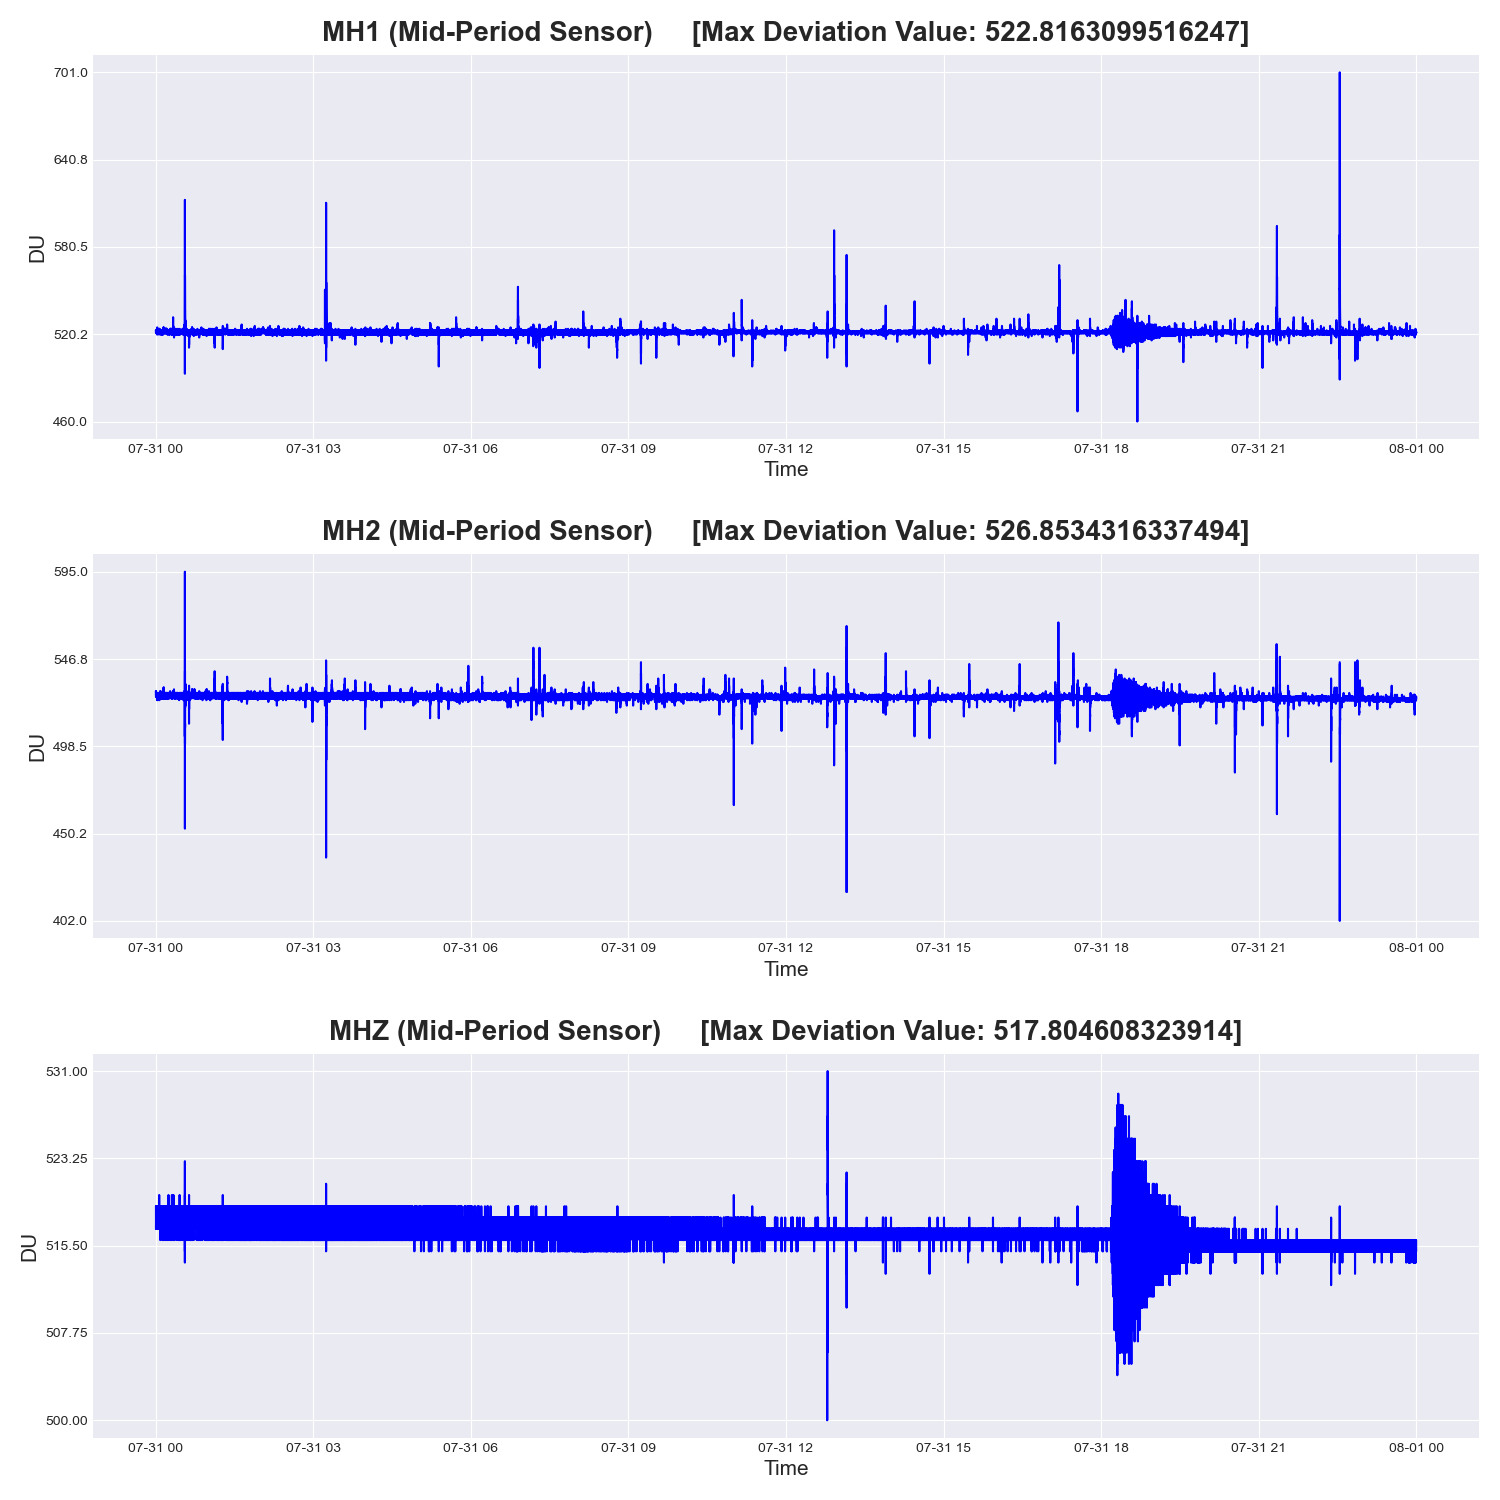 MH1 (Mid-Period Sensor) [Max Deviation Value: 522.8163099516247]
701.0
640.8
580.5
520.2
460.0
DU
07-31 00 07-31 03 07-31 06 07-31 09 07-31 12 07-31 15 07-31 18 07-31 21 08-01 00
Time
MH2 (Mid-Period Sensor) [Max Deviation Value: 526.8534316337494]
595.0
546.8
498.5
450.2
402.0
DU
07-31 00 07-31 03 07-31 06 07-31 09 07-31 12 07-31 15 07-31 18 07-31 21 08-01 00
Time
MHZ (Mid-Period Sensor) [Max Deviation Value: 517.804608323914]
531.00
523.25
515.50
507.75
500.00
DU
07-31 00 07-31 03 07-31 06 07-31 09 07-31 12 07-31 15 07-31 18 07-31 21 08-01 00
Time